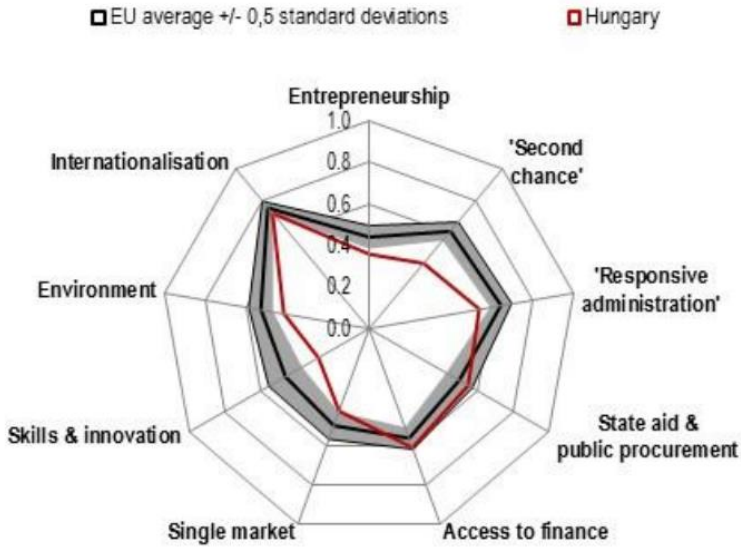 EU average +/- 0,5 standard deviations
Hungary
Entrepreneurship
1.0
0.8
0.6
0.4
0.2
0.0
'Second
chance'
'Responsive
administration'
State aid &
public procurement
Access to finance
Single market
Skills & innovation
Environment
Internationalisation